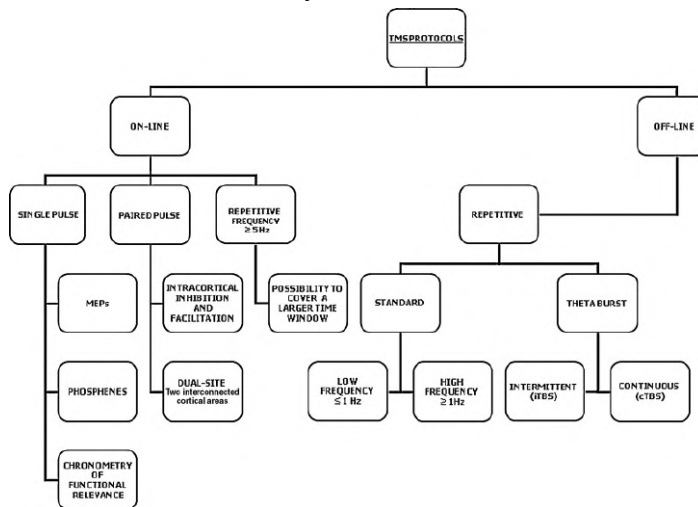 TMS PROTOCOLS
ON-LINE
OFF-LINE
SINGLE PULSE
PAIRED PULSE
REPETITIVE
FREQUENCY
≥ 5Hz
REPETITIVE
MEPs
INTRACORTICAL
INHIBITION
AND
FACILITATION
POSSIBILITY TO
COVER A
LARGER TIME
WINDOW
STANDARD
THETA BURST
PHOSPHENES
DUAL-SITE
Two interconnected
cortical areas
LOW
FREQUENCY
≤ 1 Hz
HIGH
FREQUENCY
≥ 1Hz
INTERMITTENT
(iTBS)
CONTINUOUS
(cTBS)
CHRONOMETRY
OF
FUNCTIONAL
RELEVANCE